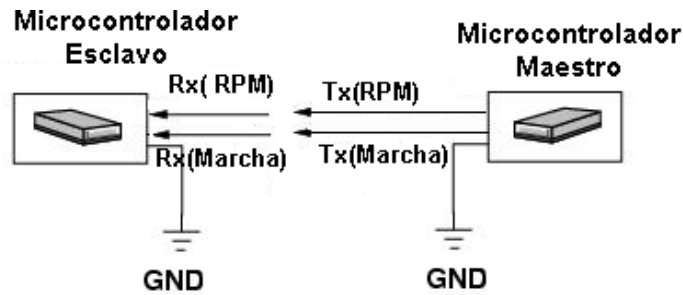 Microcontrolador
Esclavo
Microcontrolador
Maestro
Rx( RPM)
Tx(RPM)
Rx(Marcha)
Tx(Marcha)
GND
GND